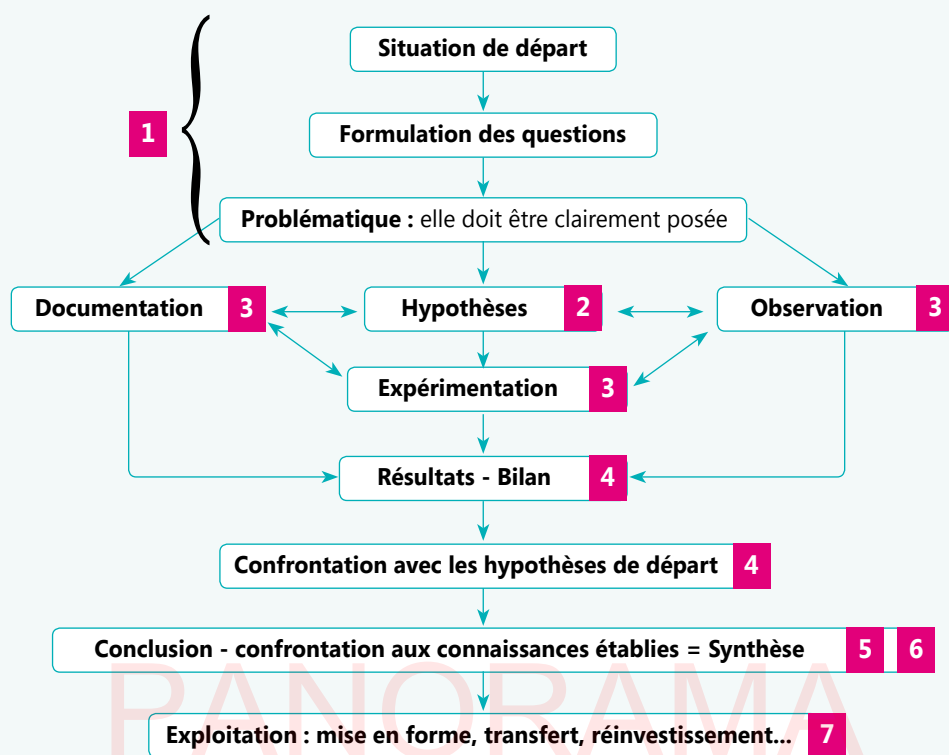 Situation de départ
1
Formulation des questions
Problématique : elle doit être clairement posée
Documentation 3
Hypothèses 2
Observation 3
Expérimentation 3
Résultats - Bilan 4
Confrontation avec les hypothèses de départ 4
Conclusion - confrontation aux connaissances établies = Synthèse 5 6
PANORAMA
Exploitation : mise en forme, transfert, réinvestissement... 7